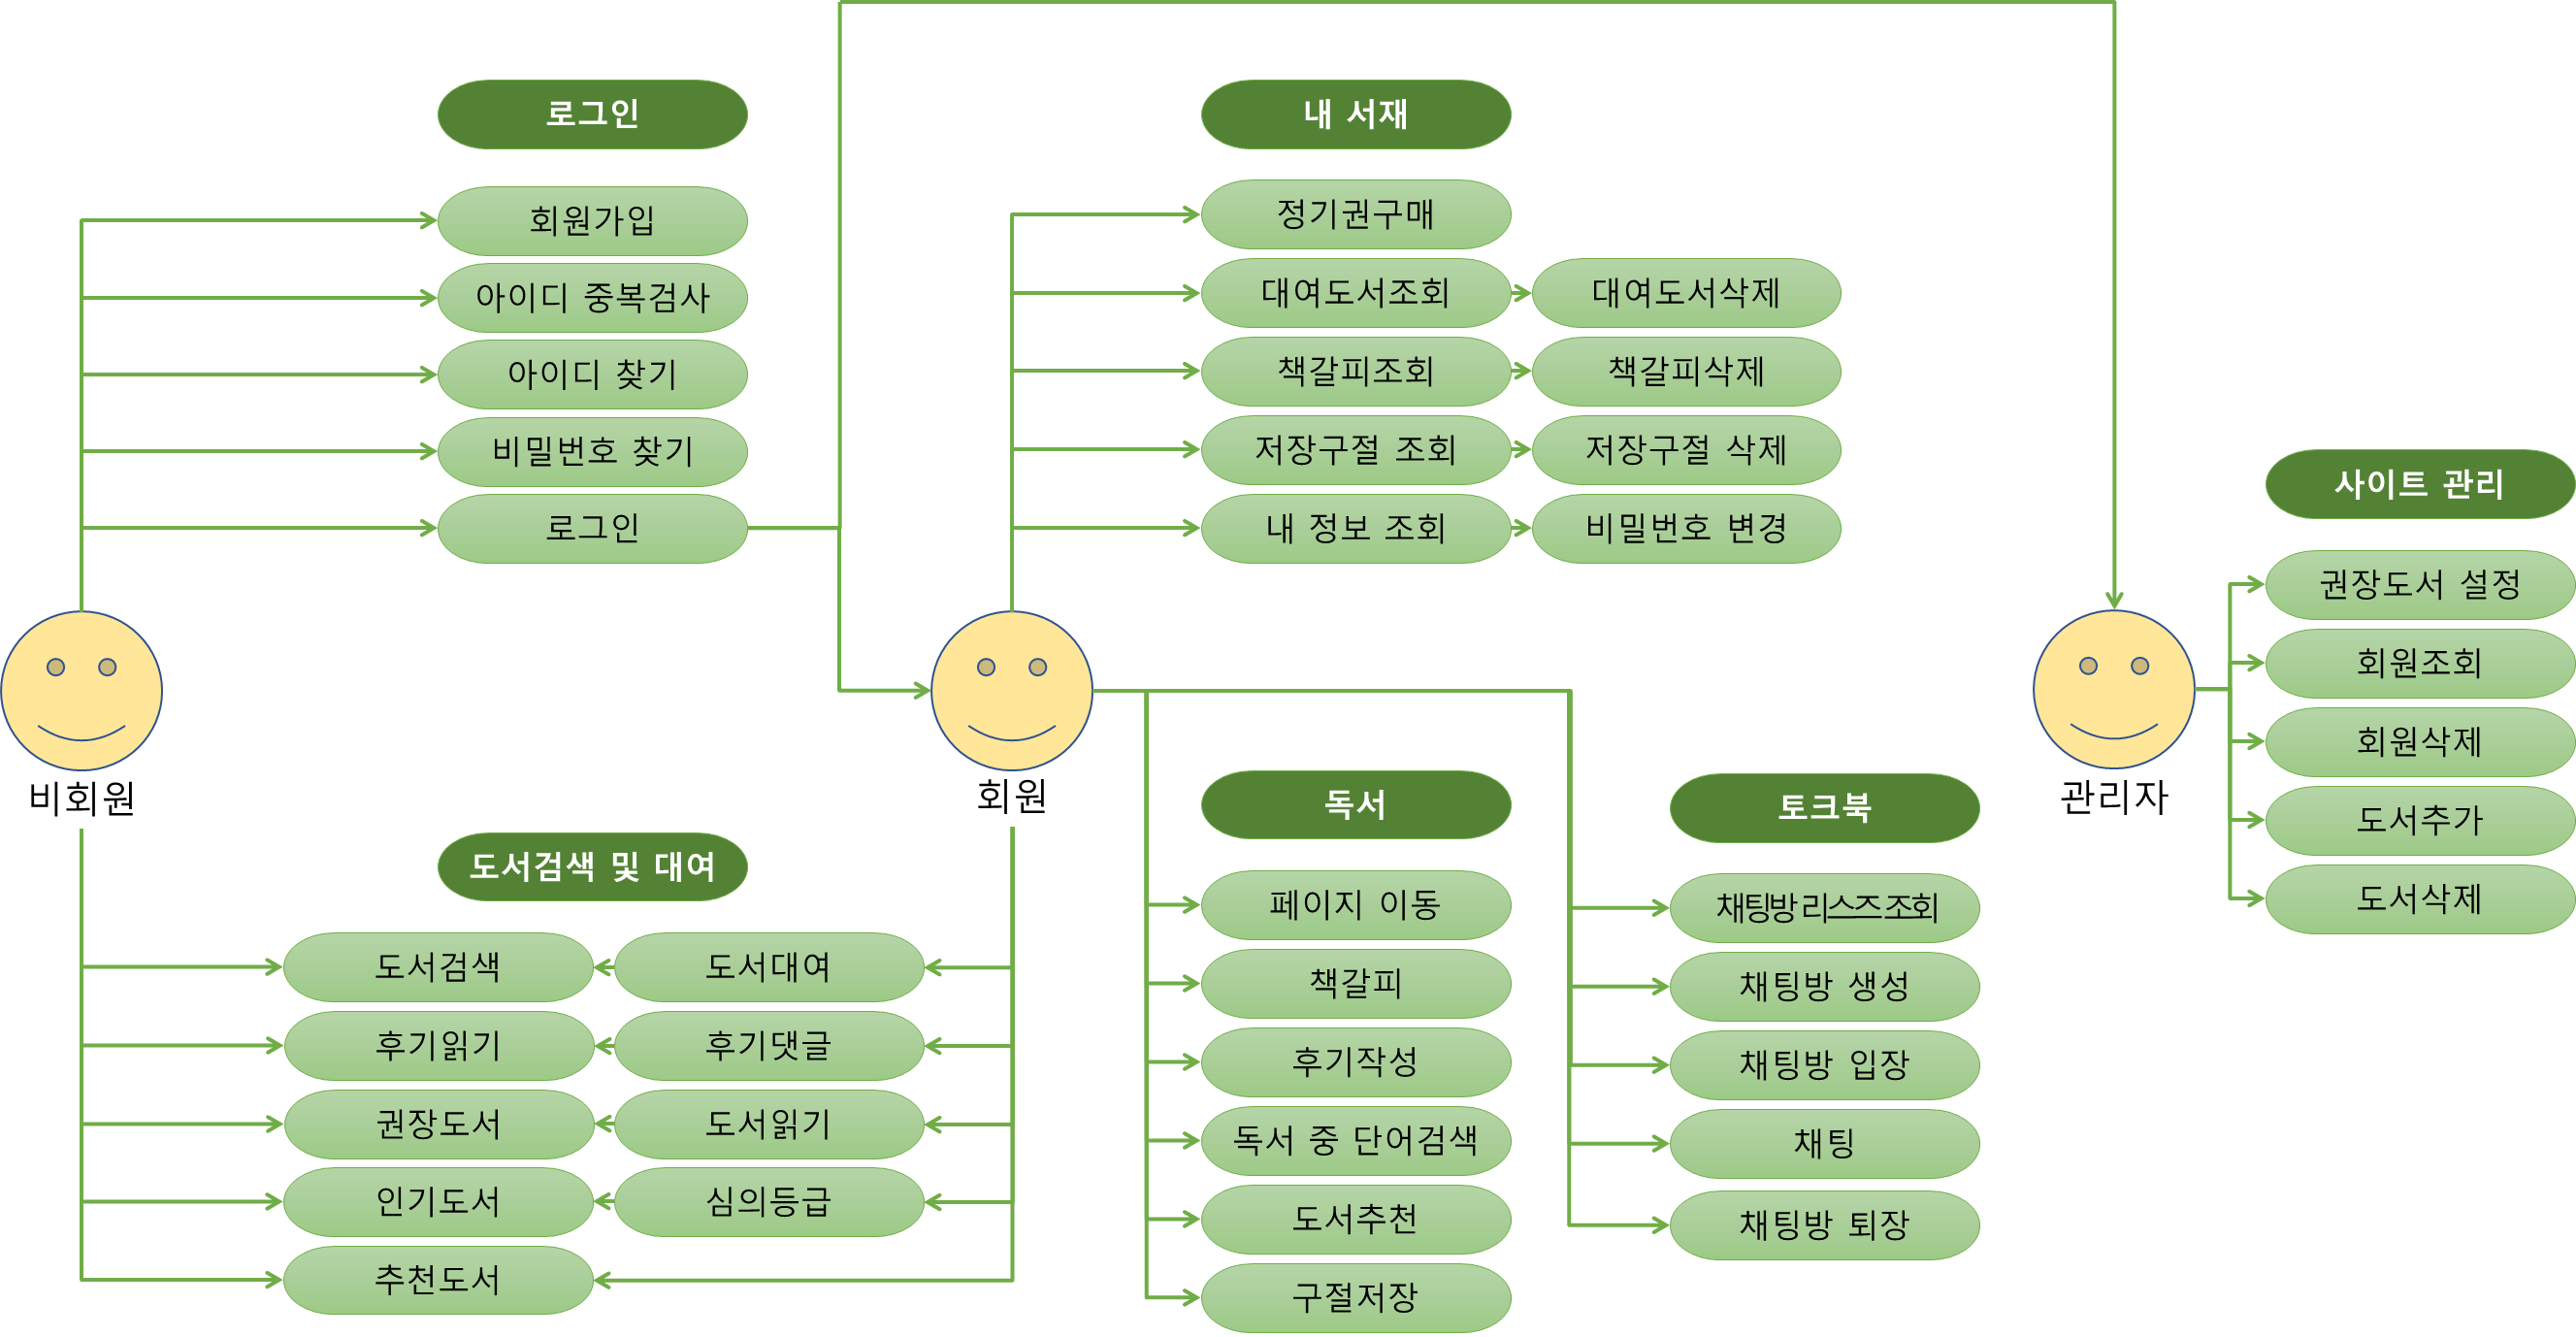 로그인
회원가입
아이디 중복검사
아이디 찾기
비밀번호 찾기
로그인
비회원
도서검색 및 대여
도서검색
도서대여
후기읽기
후기댓글
권장도서
도서읽기
인기도서
심의등급
추천도서
내 서재
정기권구매
대여도서조회
대여도서삭제
책갈피조회
책갈피삭제
저장구절 조회
저장구절 삭제
내 정보 조회
비밀번호 변경
회원
독서
페이지 이동
책갈피
후기작성
독서 중 단어검색
도서추천
구절저장
토크북
채팅방 리스즈 조회
채팅방 생성
채팅방 입장
채팅
채팅방 퇴장
관리자
사이트 관리
권장도서 설정
회원조회
회원삭제
도서추가
도서삭제